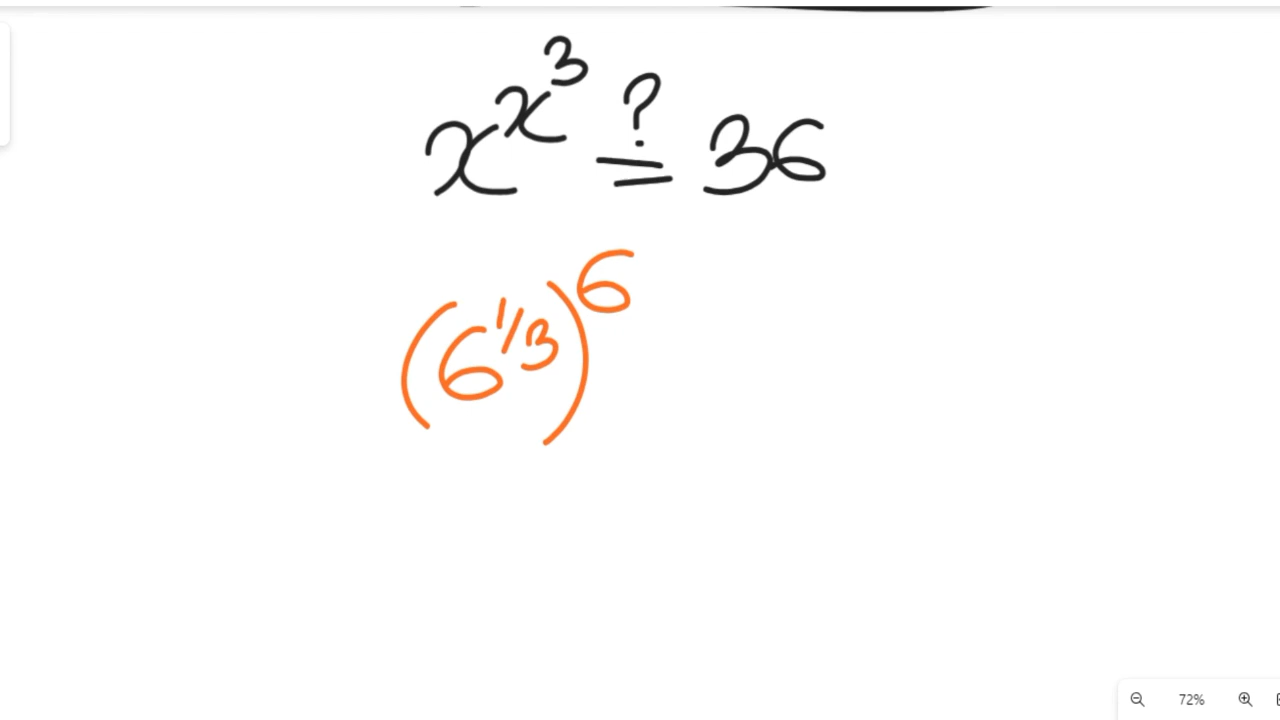 x^{x^3} ≟ 36
(6^{1/3})^6
72%